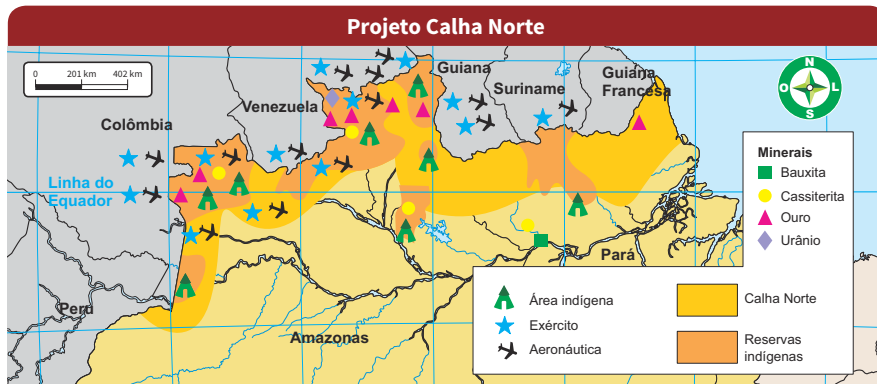 Projeto Calha Norte
0 201 km 402 km
Guiana
Suriname
Guiana
Francesa
Venezuela
Colômbia
Linha do
Equador
Peru
Amazonas
Pará
N
O L
S
Minerais
Bauxita
Cassiterita
Ouro
Urânio
Área indígena
Exército
Aeronáutica
Calha Norte
Reservas
indígenas